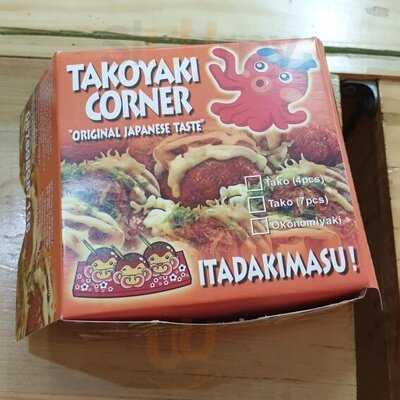 TAKOYAKI
CORNER
"ORIGINAL JAPANESE TASTE"
Tako (4pcs)
Tako (7pcs)
Okonomiyaki
ITADAKIMASU!